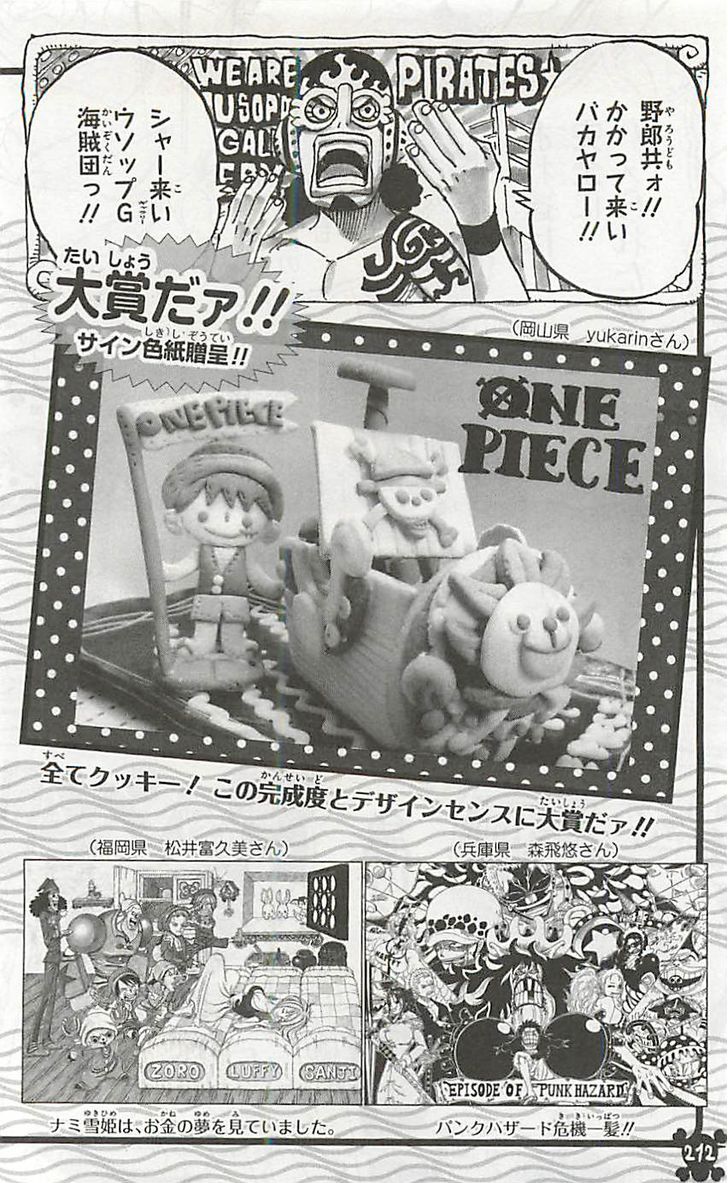 WE ARE
USOPP
GAL
PIRATES★
野郎共ォ!!
かかって来い
バカヤロー!!
シャー来い
ウソップG
海賊団っ!!
大賞だァ!!
サイン色紙贈呈!!
(岡山県 yukarinさん)
ONE PIECE
ONE
PIECE
全てクッキー! この完成度とデザインセンスに大賞だァ!!
(福岡県 松井富久美さん)
(兵庫県 森飛悠さん)
ZORO
LUFFY
SANJI
EPISODE OF PUNK HAZARD
ナミ雪姫は、お金の夢を見ていました。
パンクハザード危機一髪!!
212